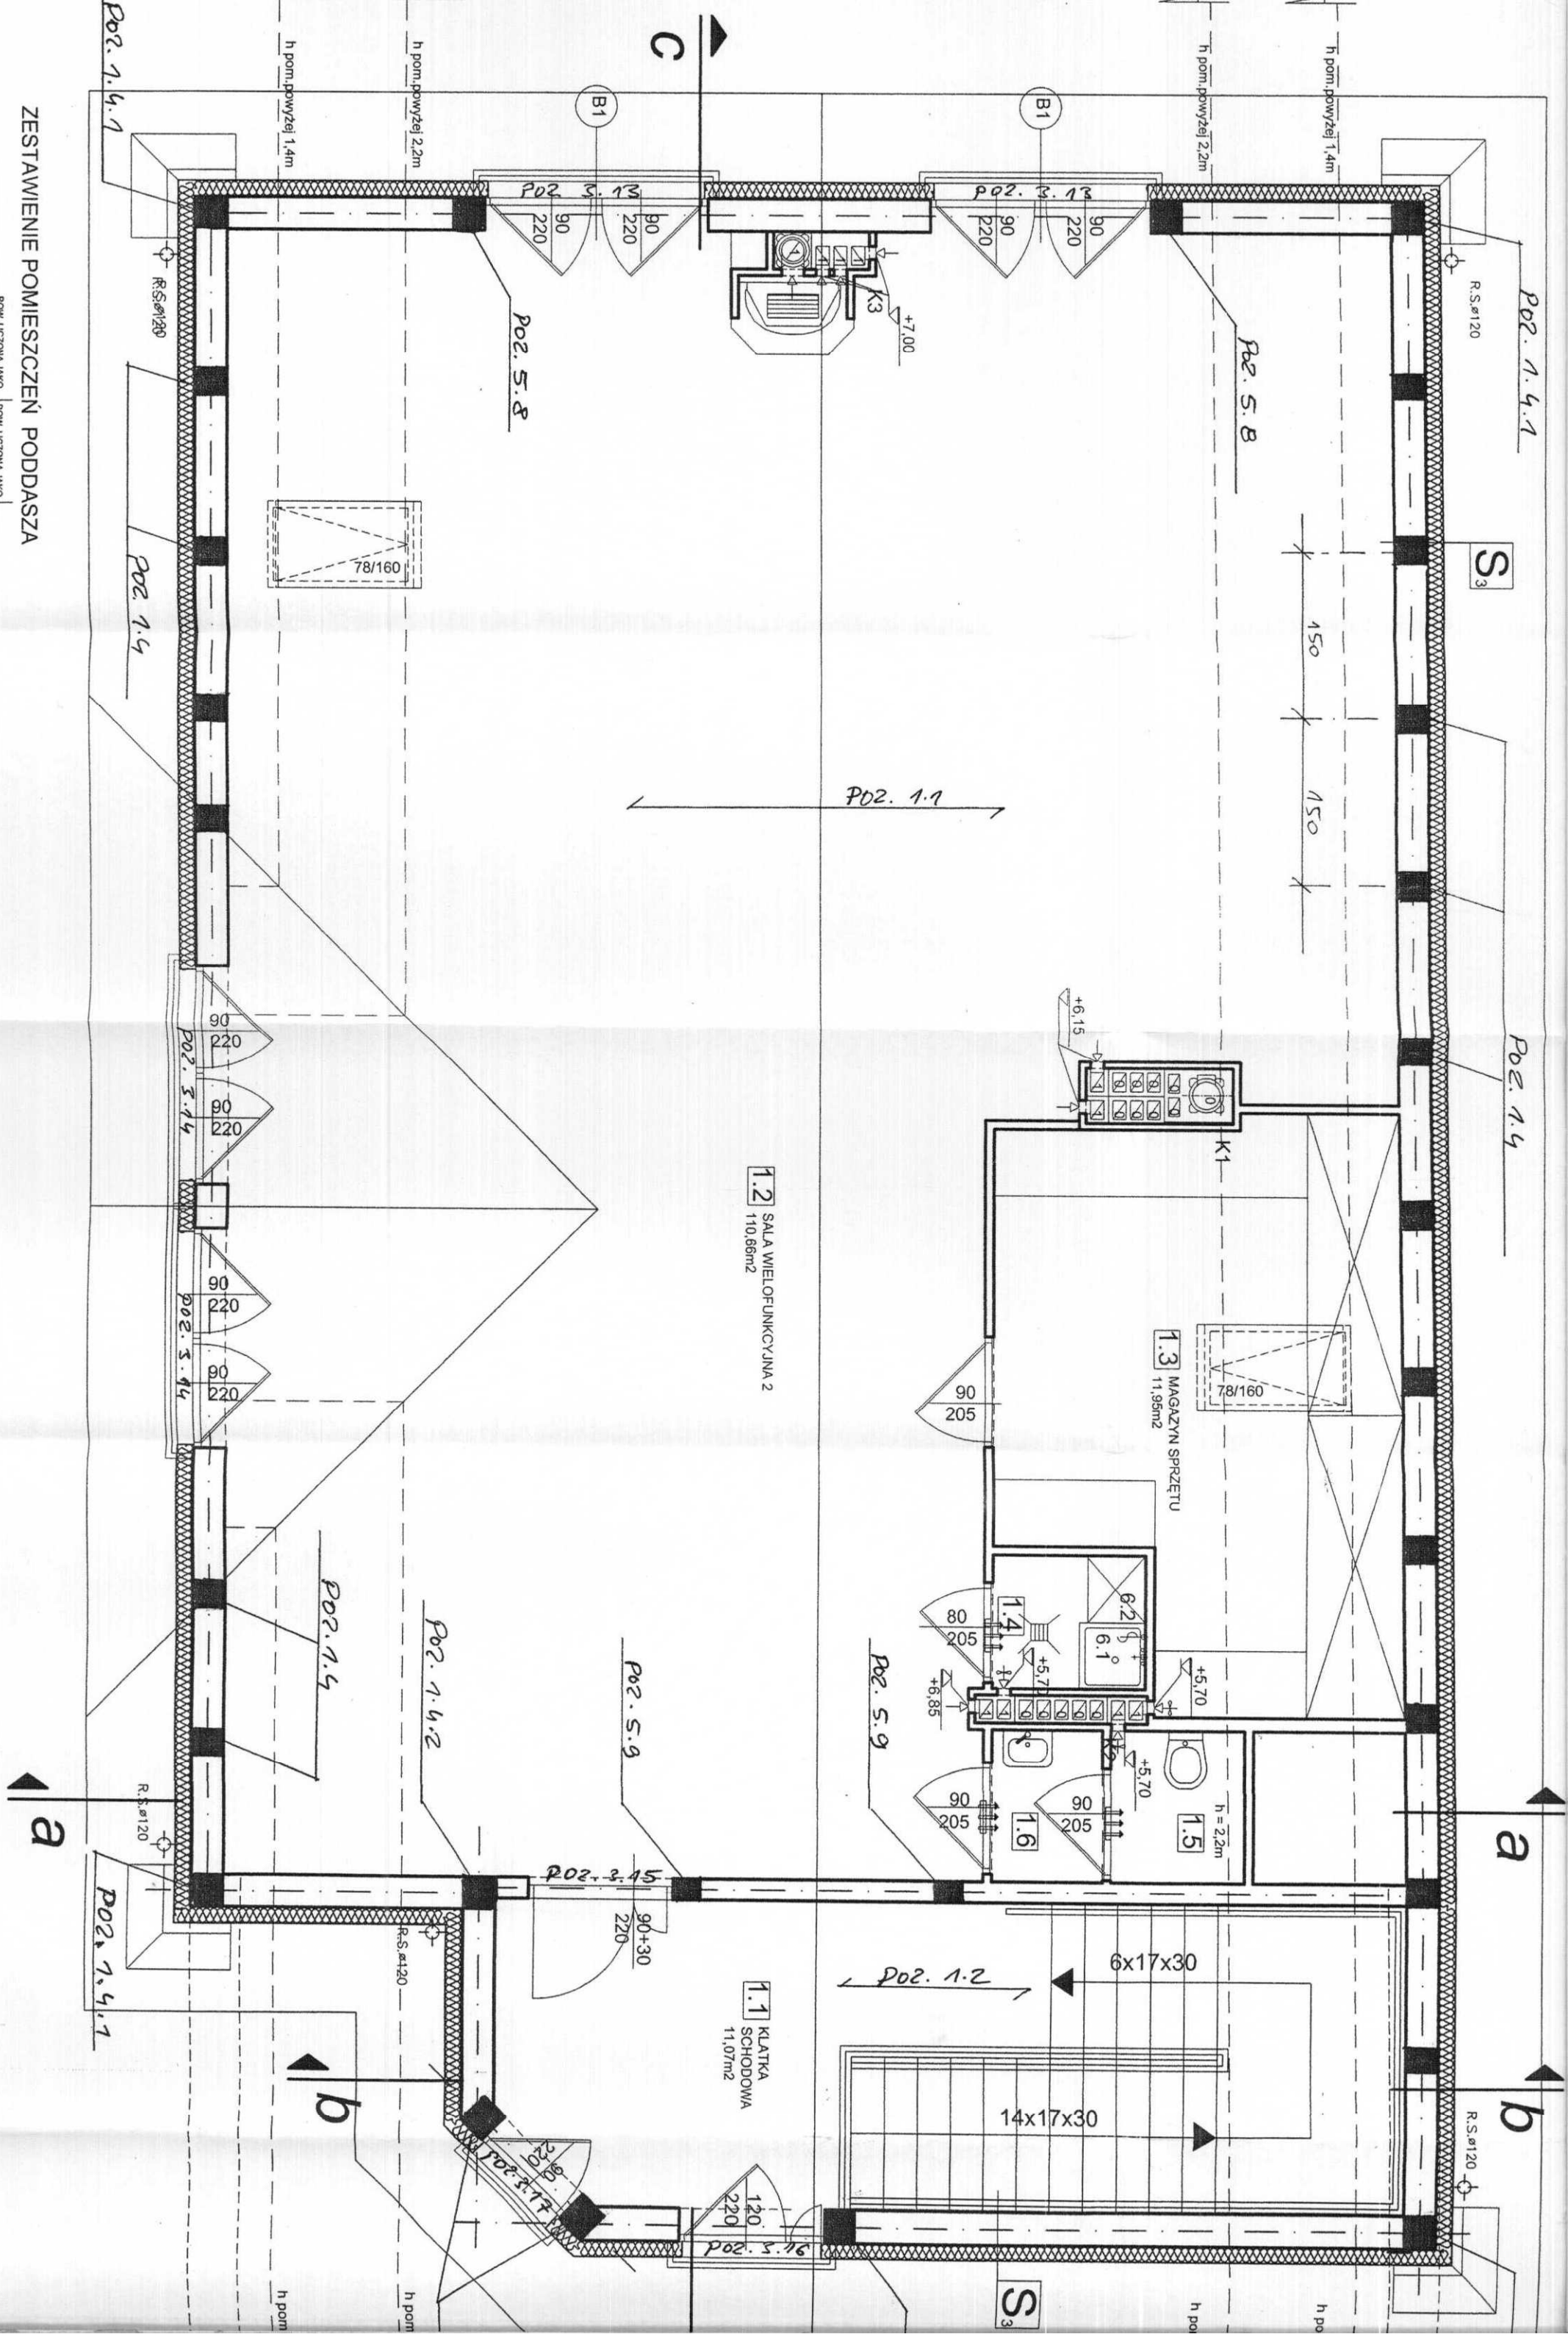 POZ. 1.4.1
h pom.powyżej 1,4m
h pom.powyżej 2,2m
C
h pom.powyżej 2,2m
h pom.powyżej 1,4m
B1
B1
ZESTAWIENIE POMIESZCZEŃ PODDASZA
POZ. 3.13
POZ. 3.13
90
220
90
220
90
220
90
220
R.S.ø120
R.S.ø120
POZ. 1.4.1
K3
+7,00
POZ. 5.8
POZ. 5.8
S3
78/160
POZ. 1.4
150
150
POZ. 1.1
+6,15
K1
POZ. 1.4
90
220
POZ. 3.14
90
220
90
220
POZ. 3.14
90
220
1.2 SALA WIELOFUNKCYJNA 2
110,66m2
1.3 MAGAZYN SPRZĘTU
11,95m2
78/160
90
205
6.2
6.1
1.4
80
205
+5,70
+6,85
+5,70
K2
+5,70
POZ. 1.4
POZ. 1.4.2
POZ. 5.9
POZ. 5.9
90
205
1.6
90
205
1.5
h = 2,2m
a
a
R.S.ø120
POZ. 1.4.1
POZ. 3.15
90+30
220
R.S.ø120
1.1 KLATKA
SCHODOWA
11,07m2
POZ. 1.2
6x17x30
14x17x30
b
b
R.S.ø120
POZ. 3.17
120
220
POZ. 3.16
S3
h pom
h pom
h pom
h po